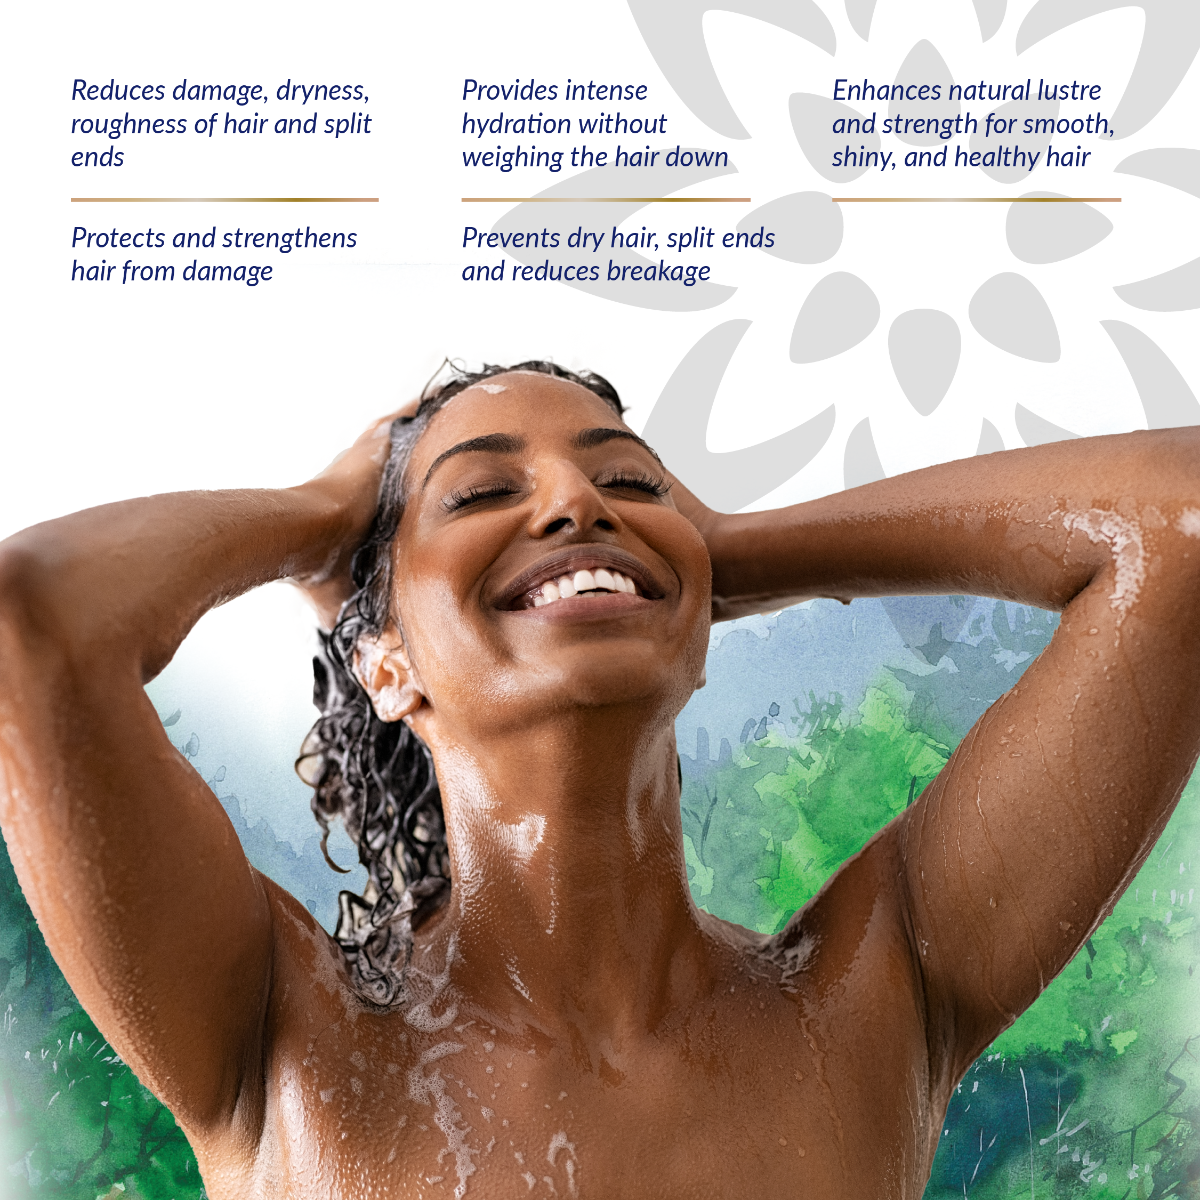 Reduces damage, dryness,
roughness of hair and split
ends
Provides intense
hydration without
weighing the hair down
Enhances natural lustre
and strength for smooth,
shiny, and healthy hair
Protects and strengthens
hair from damage
Prevents dry hair, split ends
and reduces breakage